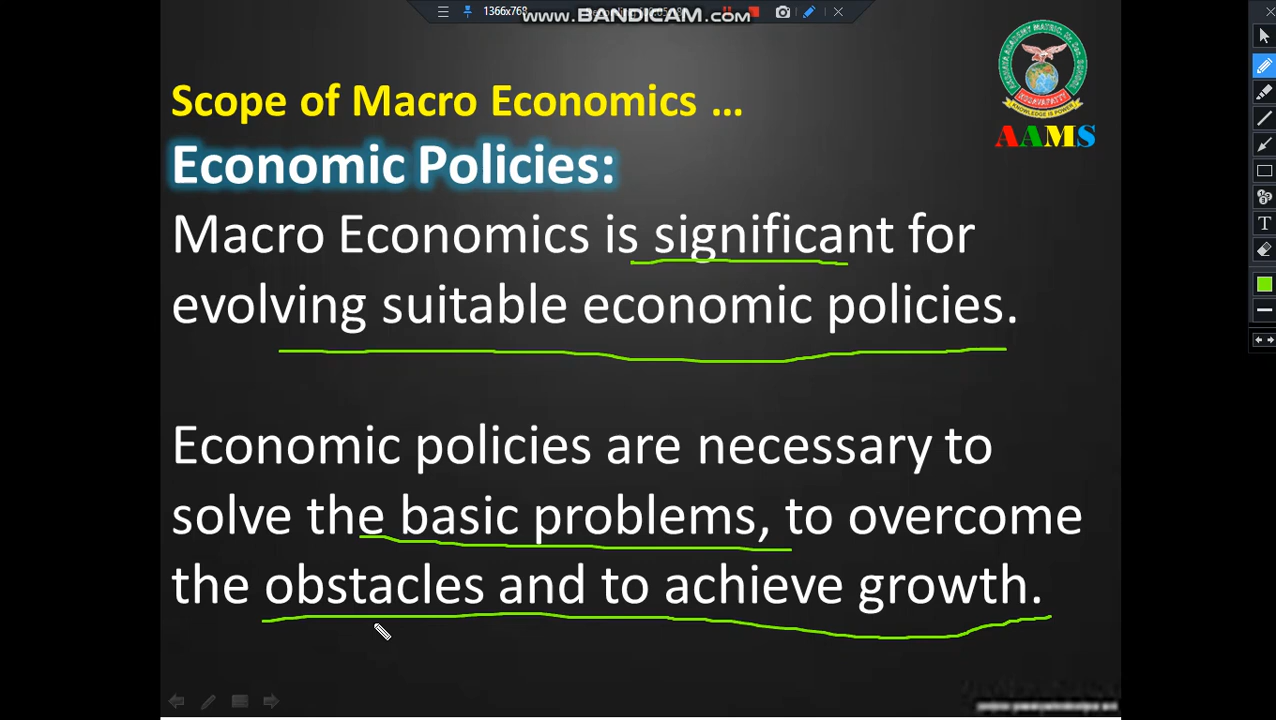 1366x768
www.BANDICAM.com
Scope of Macro Economics ...
AAMS
Economic Policies:
Macro Economics is significant for
evolving suitable economic policies.
Economic policies are necessary to
solve the basic problems, to overcome
the obstacles and to achieve growth.
KNOWLEDGE IS POWER
T